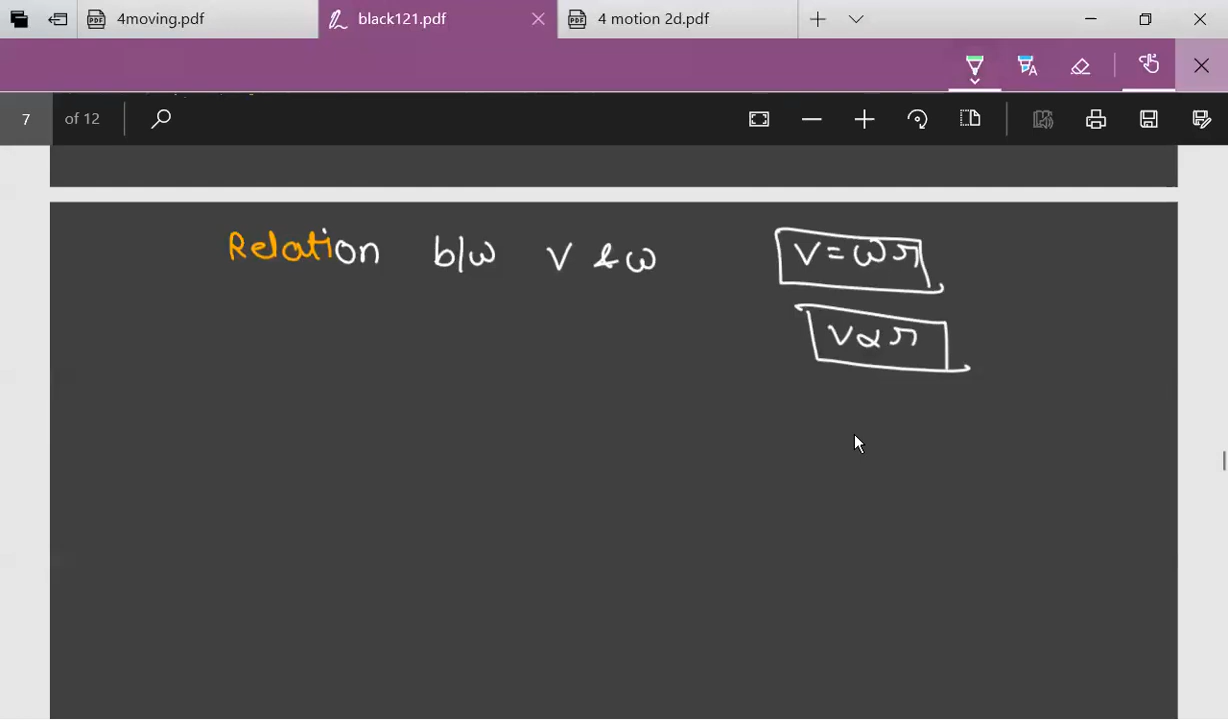 4moving.pdf black121.pdf 4 motion 2d.pdf
7 of 12
Relation b/w v & ω v = ωr
v α r